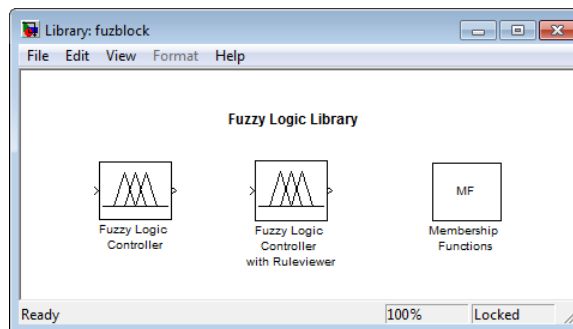 Library: fuzblock
File Edit View Format Help
Fuzzy Logic Library
MF
Fuzzy Logic
Controller
Fuzzy Logic
Controller
with Ruleviewer
Membership
Functions
Ready 100% Locked